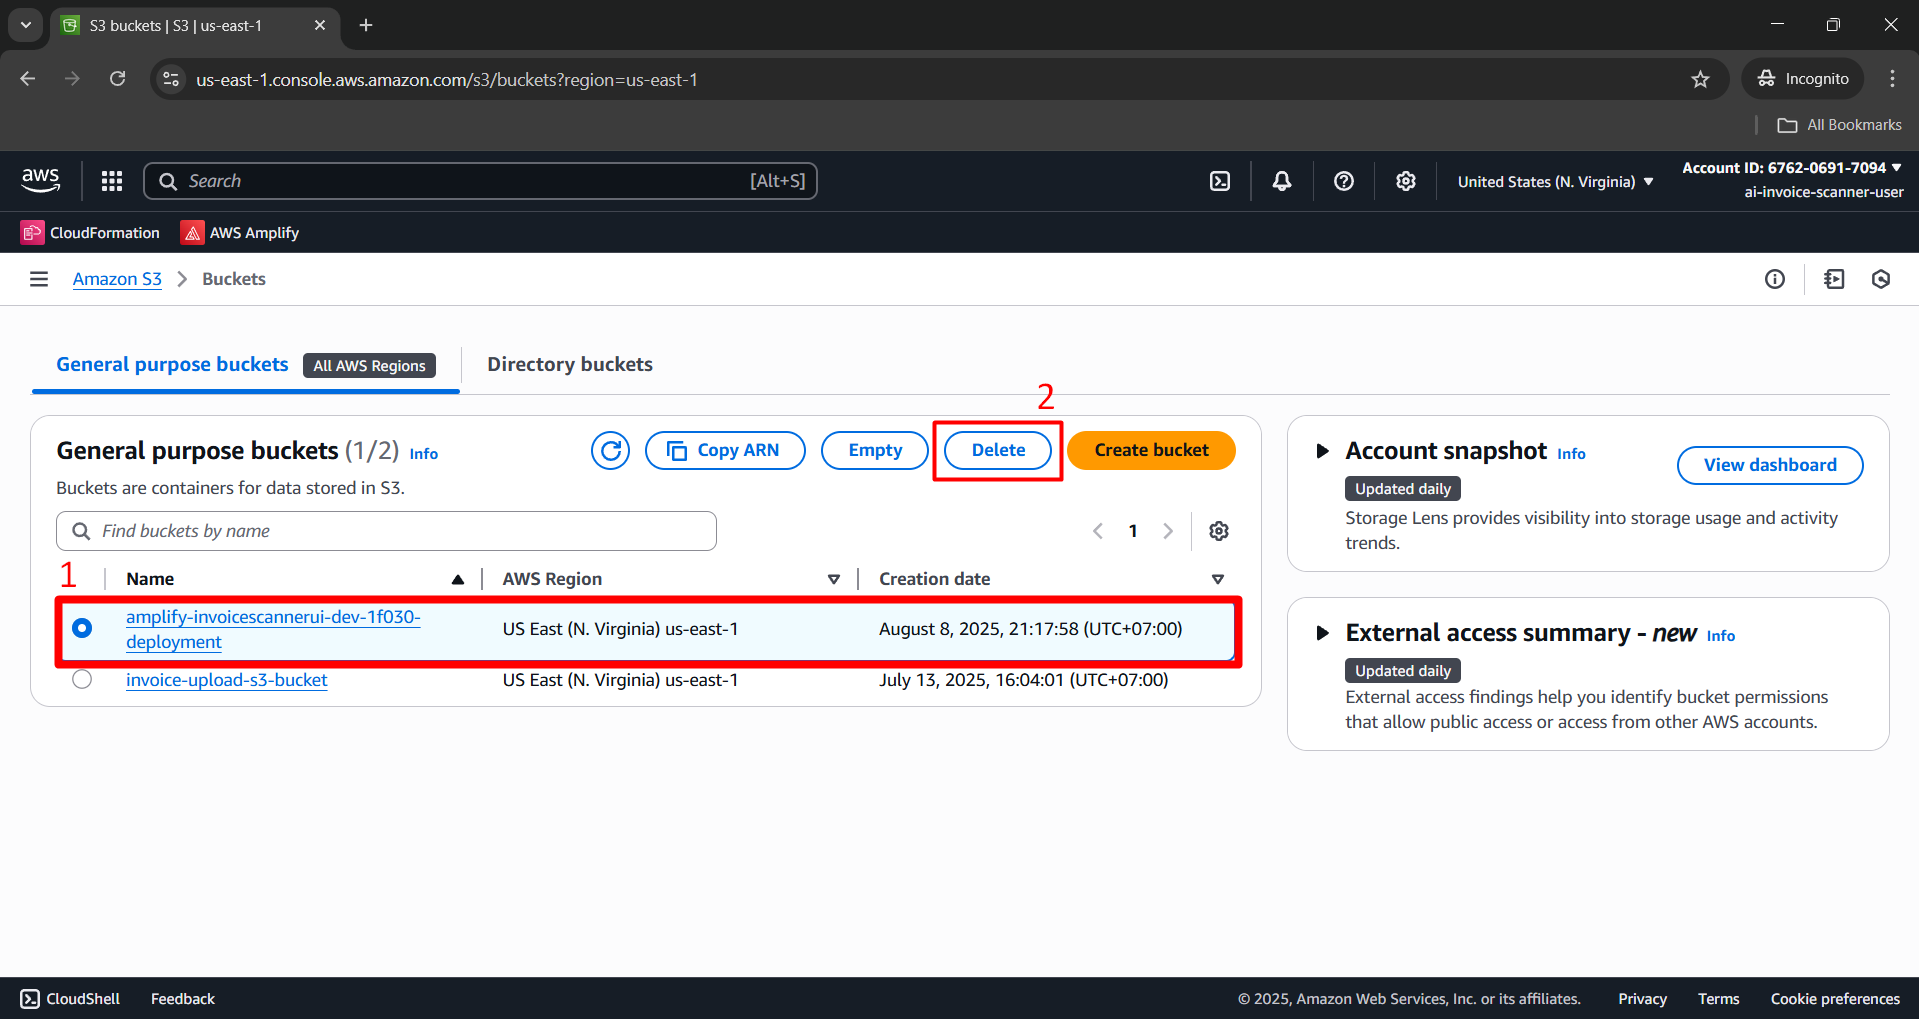 S3 buckets | S3 | us-east-1
us-east-1.console.aws.amazon.com/s3/buckets?region=us-east-1
Incognito
All Bookmarks
aws
Search
[Alt+S]
United States (N. Virginia)
Account ID: 6762-0691-7094
ai-invoice-scanner-user
CloudFormation
AWS Amplify
Amazon S3
Buckets
General purpose buckets
All AWS Regions
Directory buckets
2
General purpose buckets (1/2) Info
Copy ARN
Empty
Delete
Create bucket
Buckets are containers for data stored in S3.
Find buckets by name
1
1
Name
AWS Region
Creation date
amplify-invoicescannerui-dev-1f030-
deployment
US East (N. Virginia) us-east-1
August 8, 2025, 21:17:58 (UTC+07:00)
invoice-upload-s3-bucket
US East (N. Virginia) us-east-1
July 13, 2025, 16:04:01 (UTC+07:00)
Account snapshot Info
View dashboard
Updated daily
Storage Lens provides visibility into storage usage and activity
trends.
External access summary - new Info
Updated daily
External access findings help you identify bucket permissions
that allow public access or access from other AWS accounts.
CloudShell
Feedback
© 2025, Amazon Web Services, Inc. or its affiliates.
Privacy
Terms
Cookie preferences